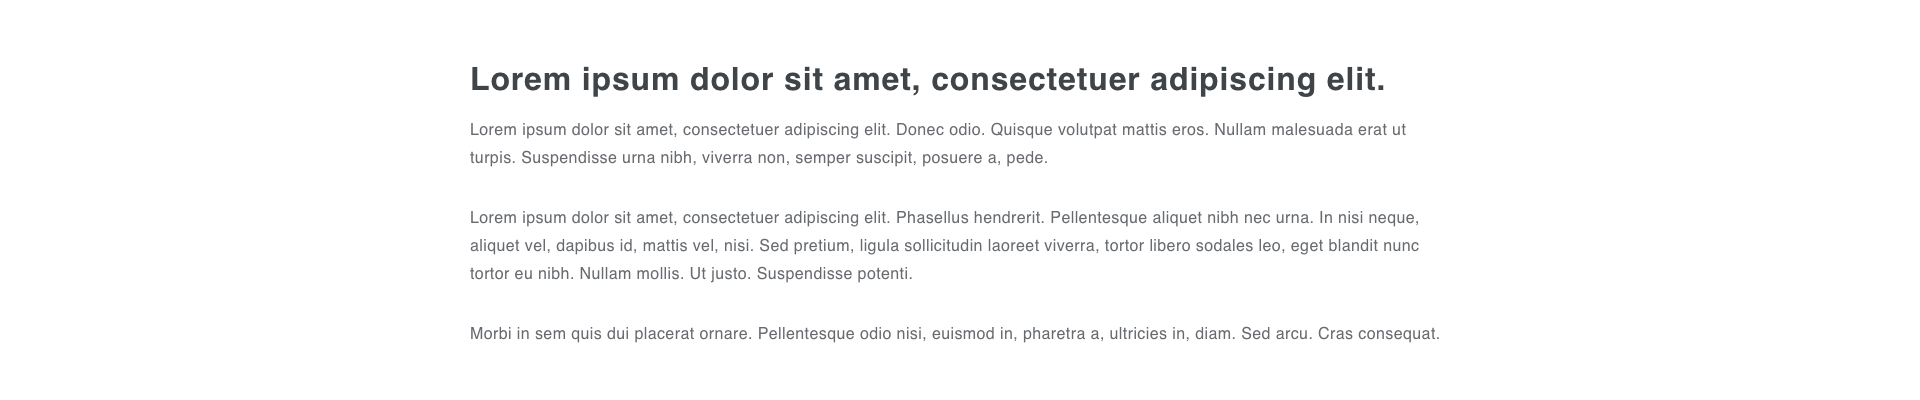 Lorem ipsum dolor sit amet, consectetuer adipiscing elit.
Lorem ipsum dolor sit amet, consectetuer adipiscing elit. Donec odio. Quisque volutpat mattis eros. Nullam malesuada erat ut
turpis. Suspendisse urna nibh, viverra non, semper suscipit, posuere a, pede.
Lorem ipsum dolor sit amet, consectetuer adipiscing elit. Phasellus hendrerit. Pellentesque aliquet nibh nec urna. In nisi neque,
aliquet vel, dapibus id, mattis vel, nisi. Sed pretium, ligula sollicitudin laoreet viverra, tortor libero sodales leo, eget blandit nunc
tortor eu nibh. Nullam mollis. Ut justo. Suspendisse potenti.
Morbi in sem quis dui placerat ornare. Pellentesque odio nisi, euismod in, pharetra a, ultricies in, diam. Sed arcu. Cras consequat.